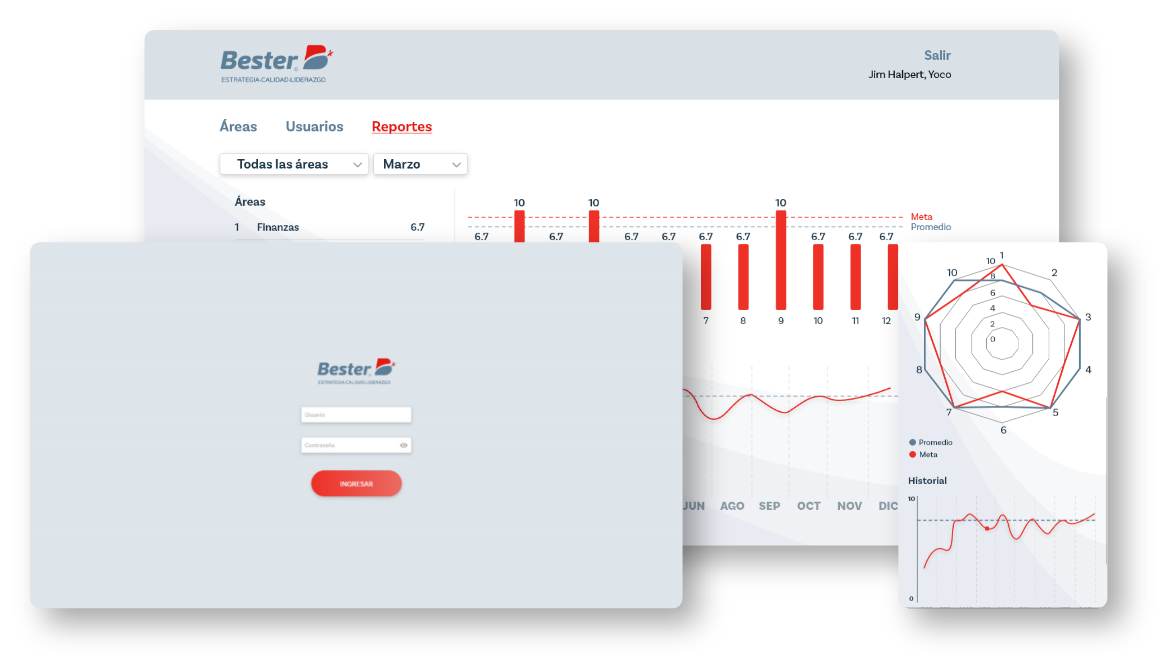 Bester®
ESTRATEGIA-CALIDAD-LIDERAZGO
Salir
Jim Halpert, Yoco
Áreas Usuarios Reportes
Todas las áreas Marzo
Áreas
1 Finanzas 6.7
10 10 10
Meta
Promedio
6.7 6.7 6.7 6.7 6.7 6.7 6.7 6.7 6.7
7 8 9 10 11 12
JUN AGO SEP OCT NOV DIC
Bester
ESTRATEGIA-CALIDAD-LIDERAZGO
Usuario
Contraseña
INGRESAR
1
10
10 2
8
6
9 4 3
2
0
8 4
7 5
6
Promedio
Meta
Historial
10
0